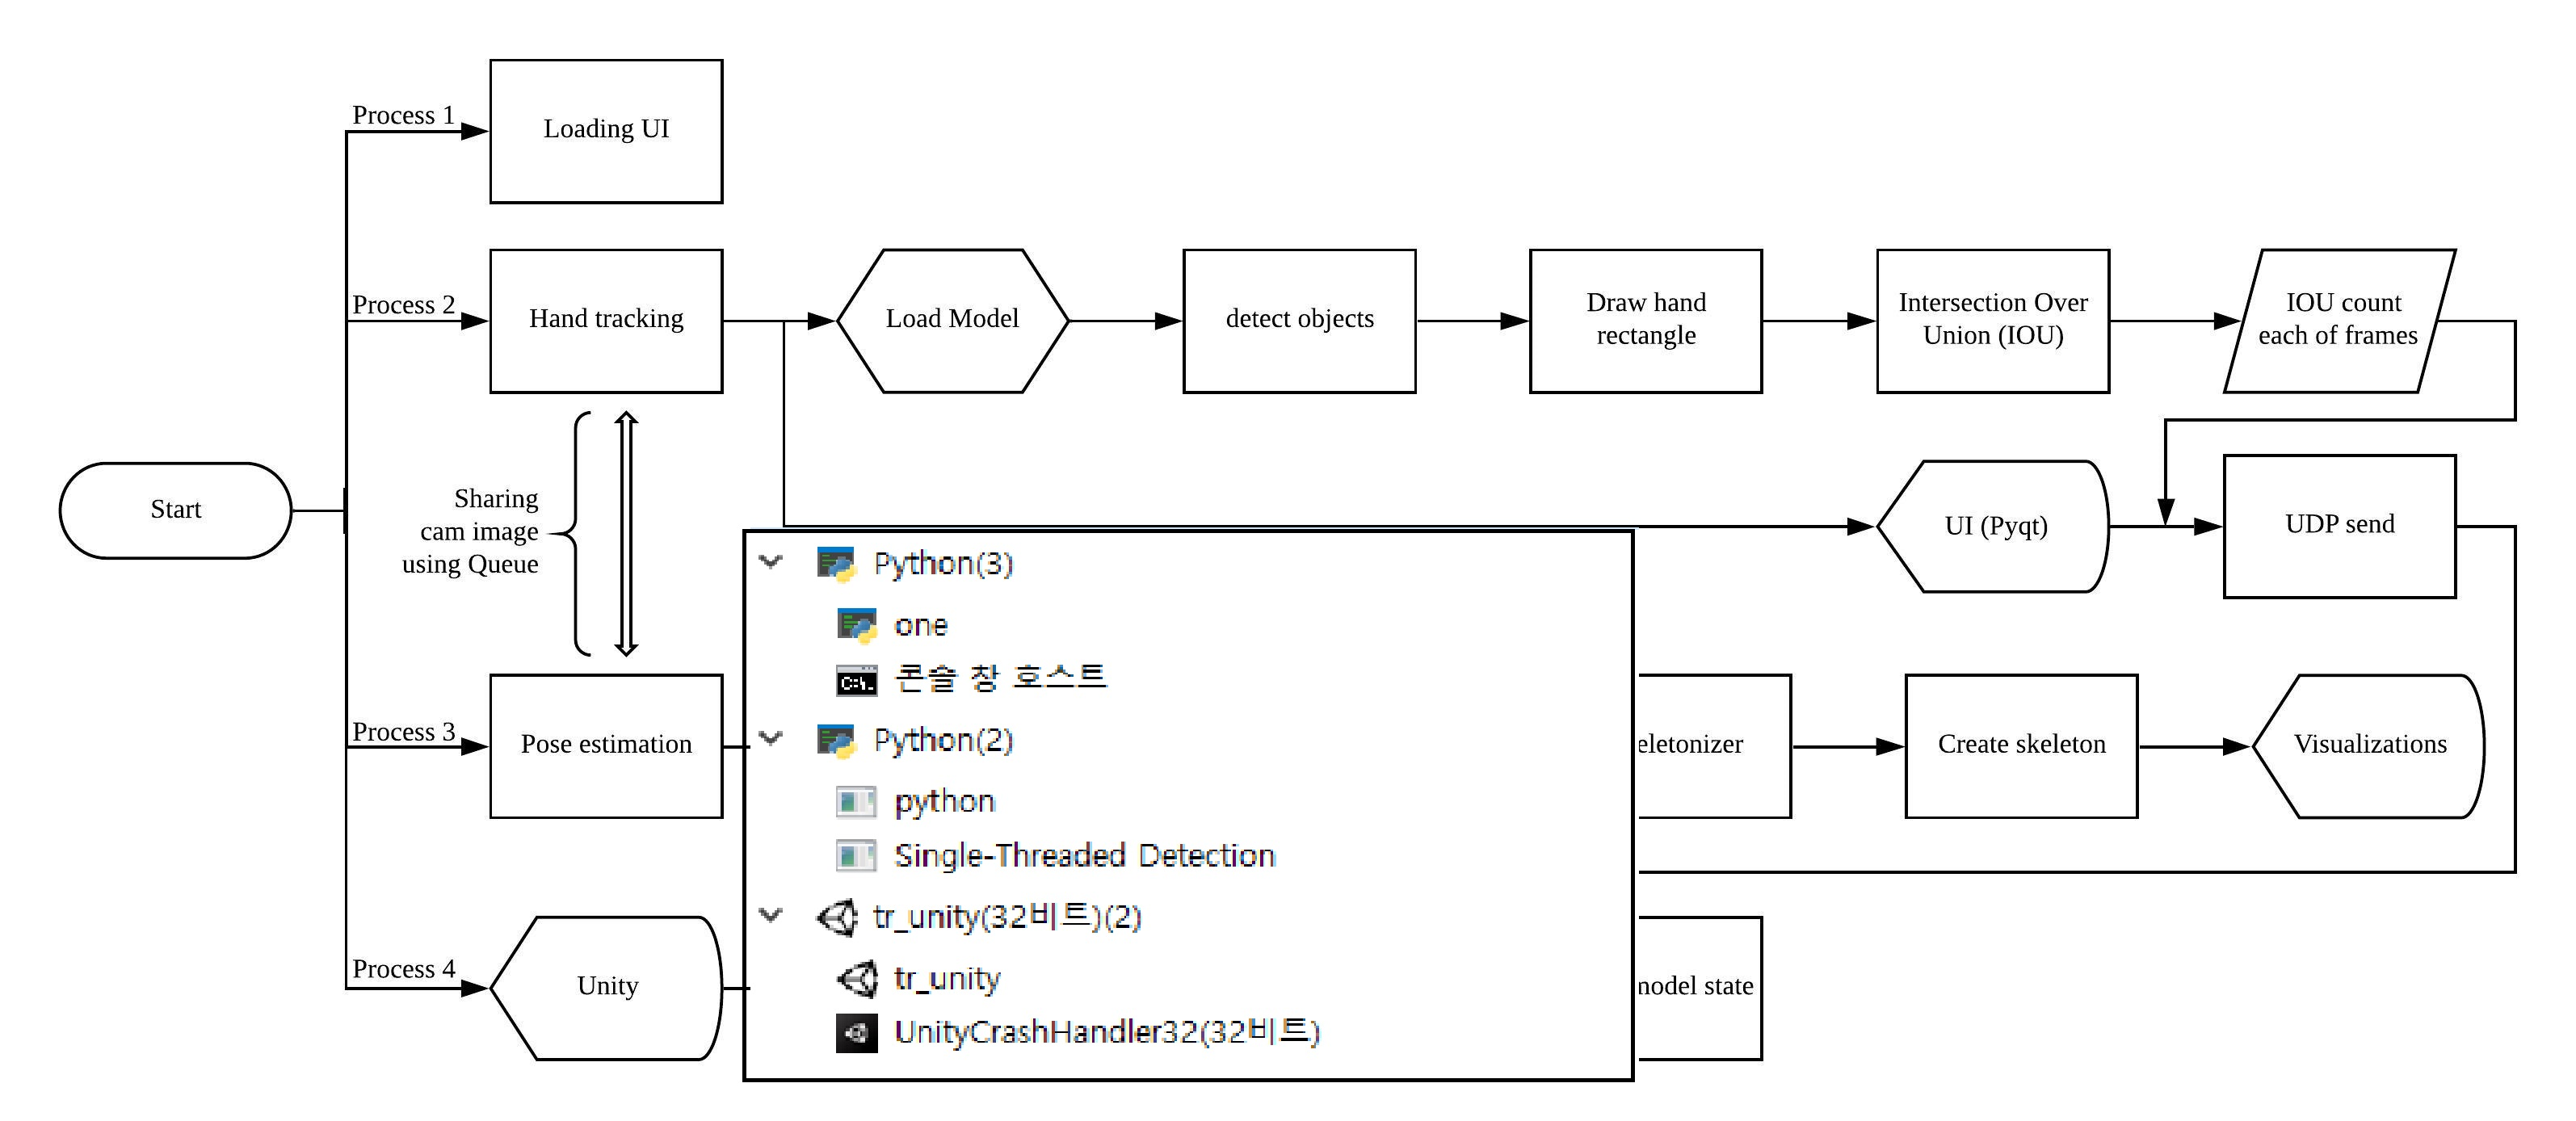 Process 1
Loading UI
Process 2
Hand tracking
Load Model
detect objects
Draw hand
rectangle
Intersection Over
Union (IOU)
IOU count
each of frames
Start
Sharing
cam image
using Queue
UI (Pyqt)
UDP send
Python(3)
one
콘솔 창 호스트
Python(2)
python
Single-Threaded Detection
tr_unity(32비트)(2)
tr_unity
UnityCrashHandler32(32비트)
Process 3
Pose estimation
eletonizer
Create skeleton
Visualizations
Process 4
Unity
model state